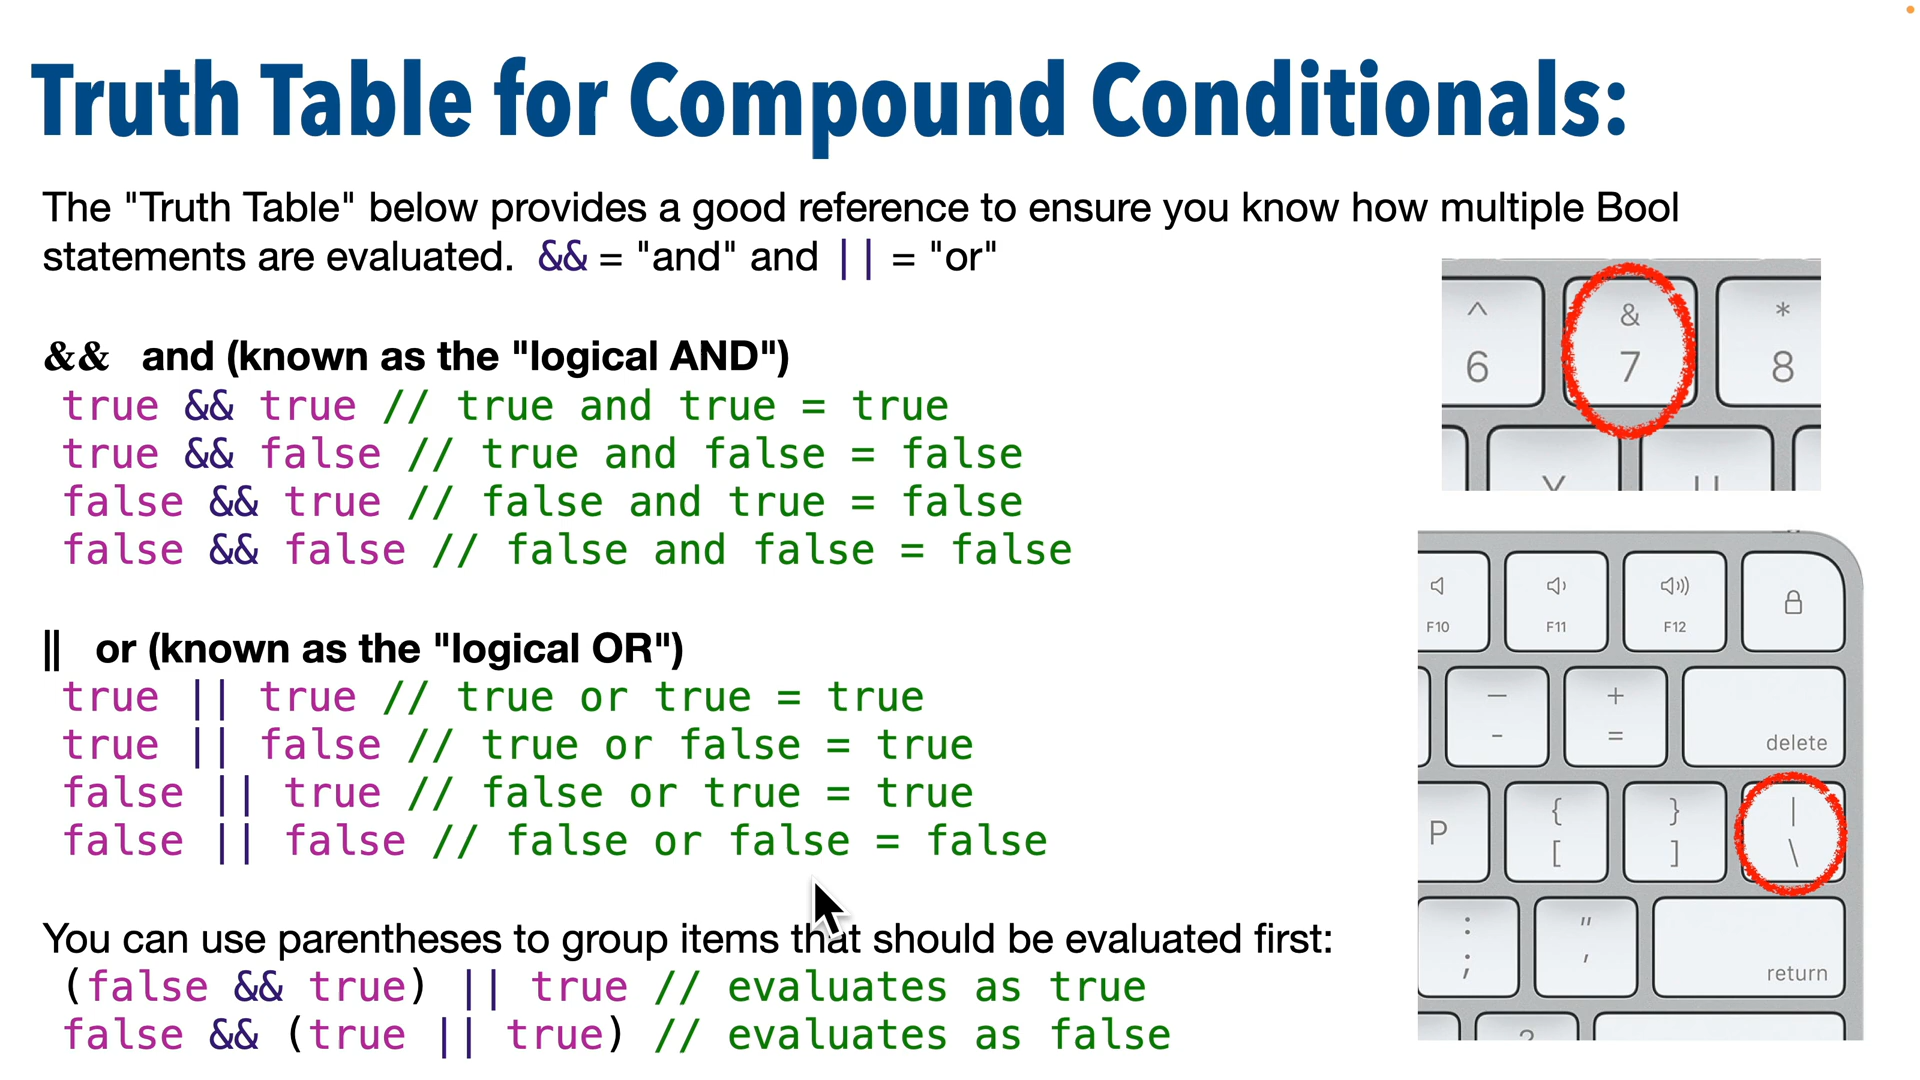 Truth Table for Compound Conditionals:
The "Truth Table" below provides a good reference to ensure you know how multiple Bool
statements are evaluated. && = "and" and || = "or"
&& and (known as the "logical AND")
true && true // true and true = true
true && false // true and false = false
false && true // false and true = false
false && false // false and false = false
|| or (known as the "logical OR")
true || true // true or true = true
true || false // true or false = true
false || true // false or true = true
false || false // false or false = false
You can use parentheses to group items that should be evaluated first:
(false && true) || true // evaluates as true
false && (true || true) // evaluates as false
^ & *
6 7 8
Y U
F10 F11 F12
_ +
- =
delete
{ } |
P [ ] \
: "
; '
return
?